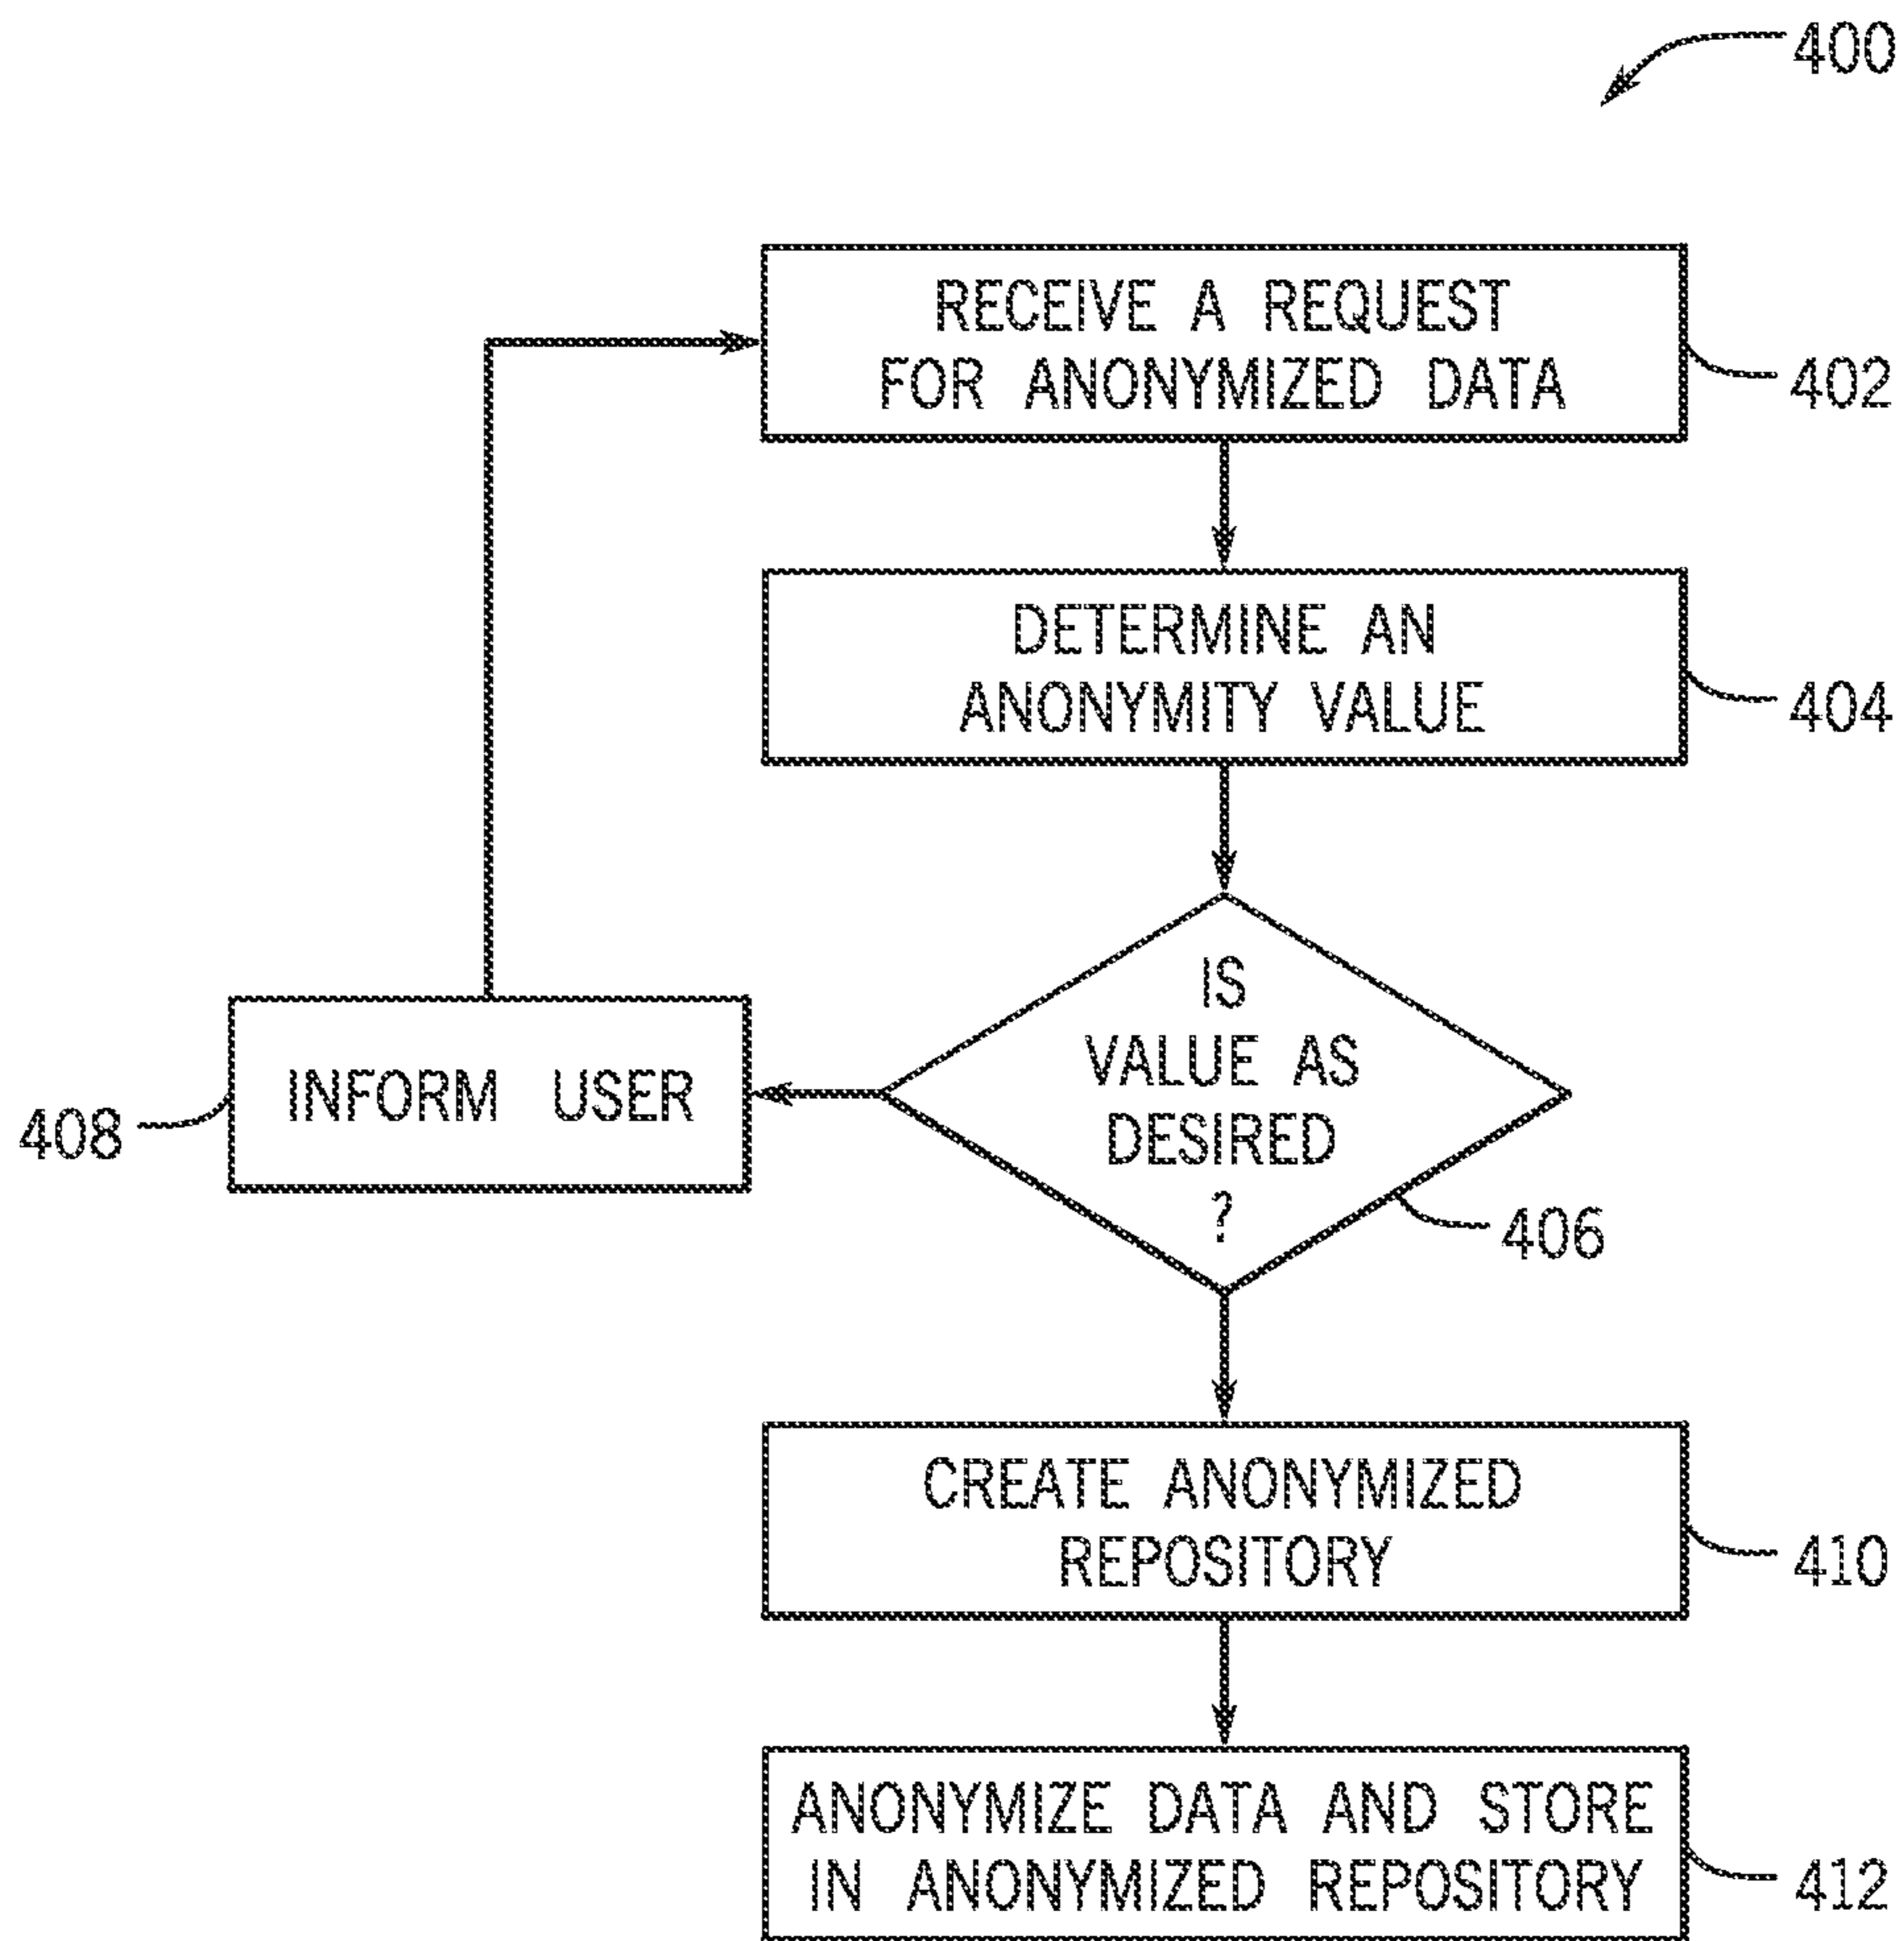 400
RECEIVE A REQUEST
FOR ANONYMIZED DATA
402
DETERMINE AN
ANONYMITY VALUE
404
IS
VALUE AS
DESIRED
?
406
INFORM USER
408
CREATE ANONYMIZED
REPOSITORY
410
ANONYMIZE DATA AND STORE
IN ANONYMIZED REPOSITORY
412